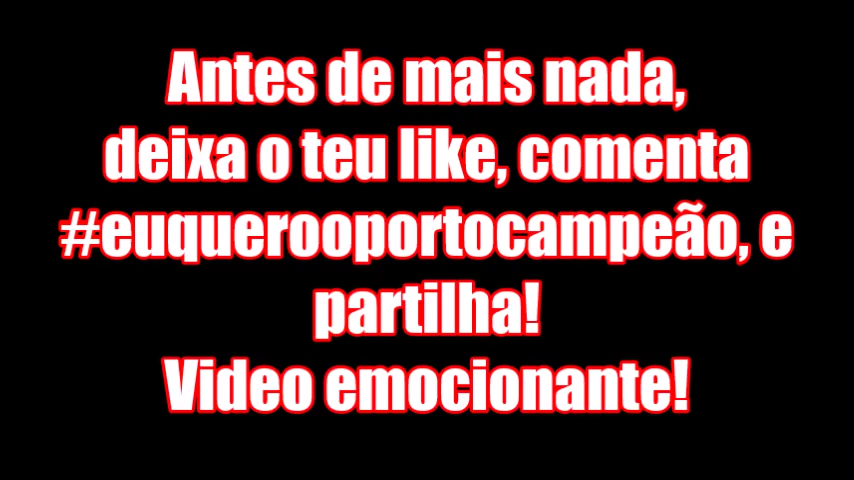 Antes de mais nada,
deixa o teu like, comenta
#euquerooportocampeão, e
partilha!
Video emocionante!